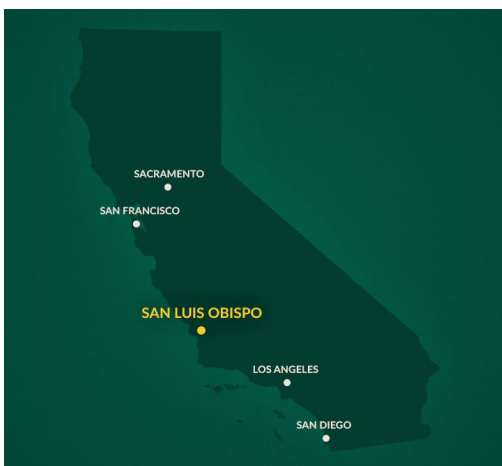 SACRAMENTO
SAN FRANCISCO
SAN LUIS OBISPO
LOS ANGELES
SAN DIEGO